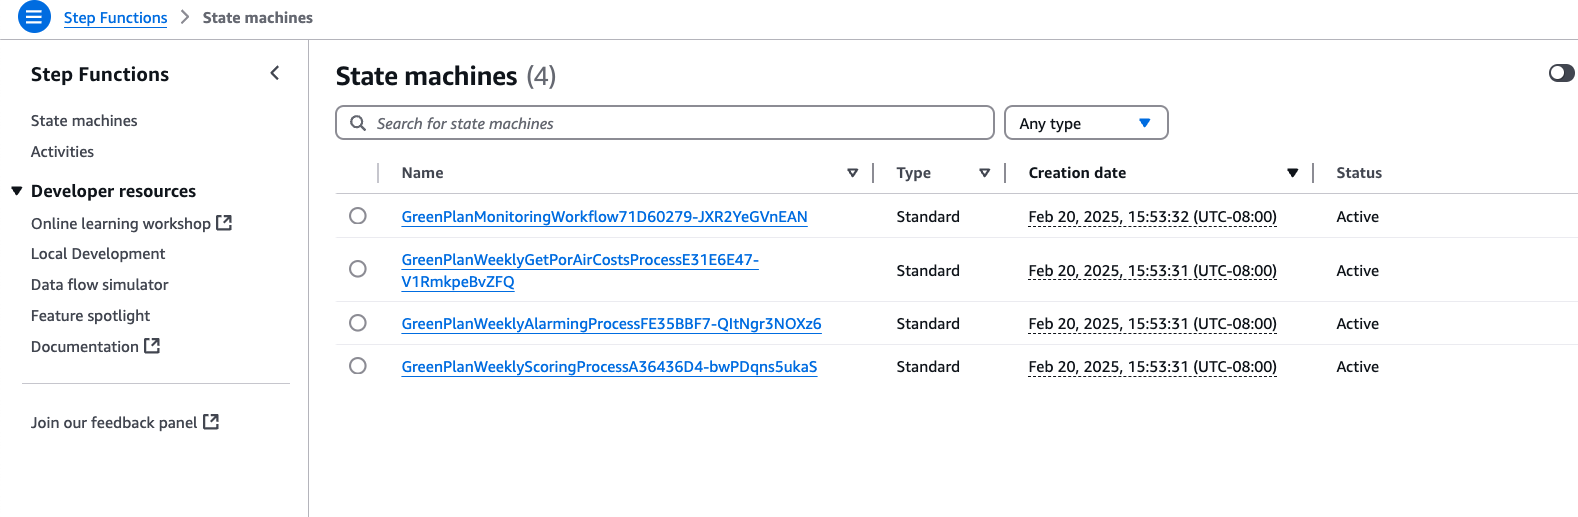 Step Functions > State machines
Step Functions
State machines
Activities
Developer resources
Online learning workshop
Local Development
Data flow simulator
Feature spotlight
Documentation
Join our feedback panel
State machines (4)
Search for state machines
Any type
Name Type Creation date Status
GreenPlanMonitoringWorkflow71D60279-JXR2YeGVnEAN Standard Feb 20, 2025, 15:53:32 (UTC-08:00) Active
GreenPlanWeeklyGetPorAirCostsProcessE31E6E47-
V1RmkpeBvZFQ Standard Feb 20, 2025, 15:53:31 (UTC-08:00) Active
GreenPlanWeeklyAlarmingProcessFE35BBF7-QItNgr3NOXz6 Standard Feb 20, 2025, 15:53:31 (UTC-08:00) Active
GreenPlanWeeklyScoringProcessA36436D4-bwPDqns5ukaS Standard Feb 20, 2025, 15:53:31 (UTC-08:00) Active